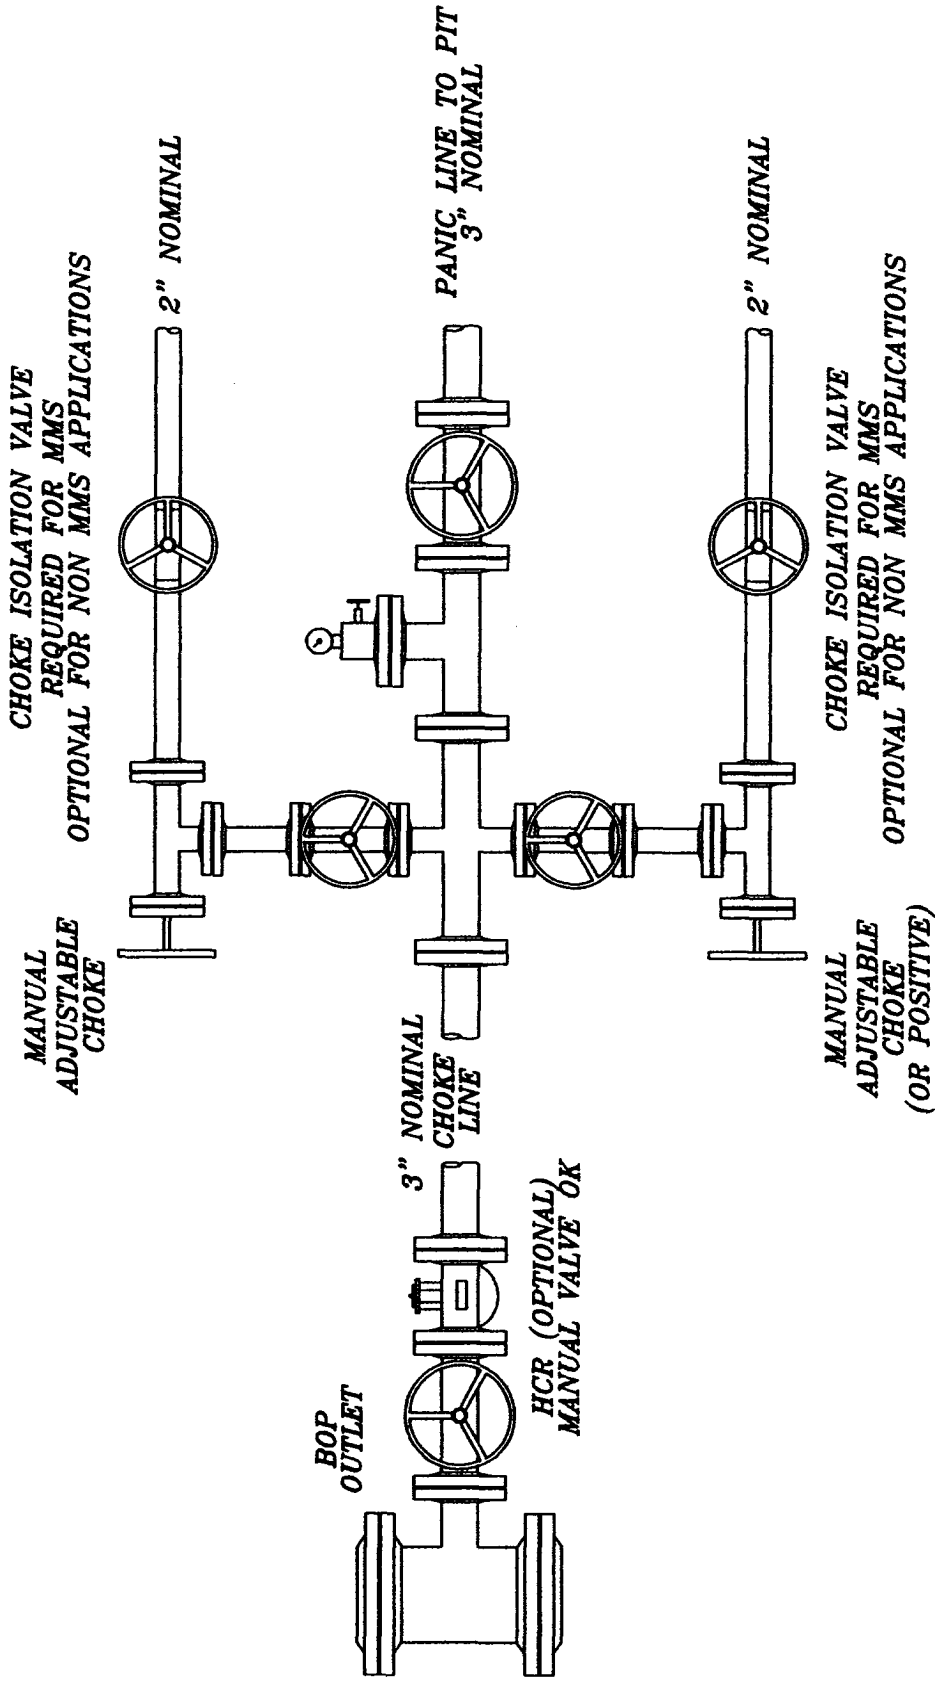 CHOKE ISOLATION VALVE
REQUIRED FOR MMS
OPTIONAL FOR NON MMS APPLICATIONS
MANUAL
ADJUSTABLE
CHOKE
2" NOMINAL
BOP
OUTLET
3" NOMINAL
CHOKE
LINE
PANIC LINE TO PIT
3" NOMINAL
HCR (OPTIONAL)
MANUAL VALVE OK
2" NOMINAL
MANUAL
ADJUSTABLE
CHOKE
(OR POSITIVE)
CHOKE ISOLATION VALVE
REQUIRED FOR MMS
OPTIONAL FOR NON MMS APPLICATIONS